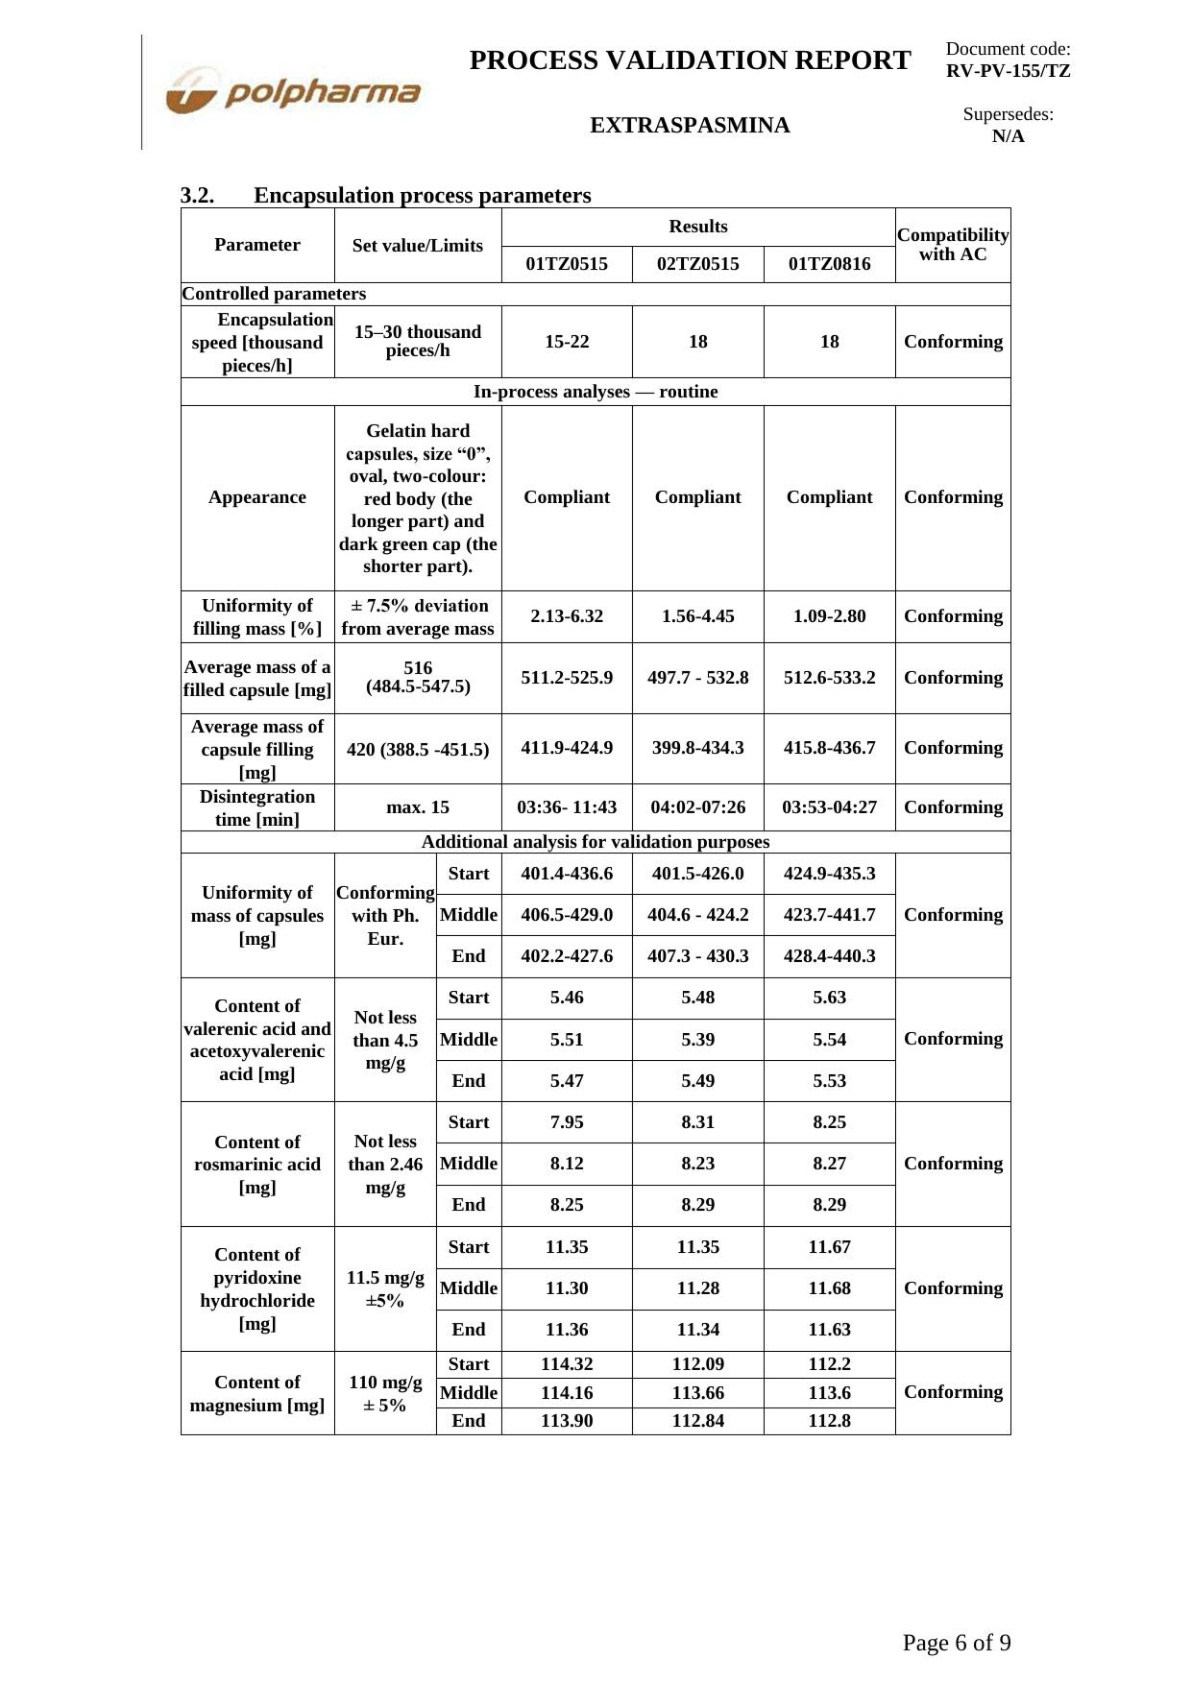 polpharma
PROCESS VALIDATION REPORT
EXTRASPASMINA
Document code:
RV-PV-155/TZ
Supersedes:
N/A
3.2. Encapsulation process parameters
Parameter Set value/Limits Results Compatibility
with AC
01TZ0515 02TZ0515 01TZ0816
Controlled parameters
Encapsulation
speed [thousand
pieces/h]
15–30 thousand
pieces/h
15-22 18 18 Conforming
In-process analyses — routine
Appearance
Gelatin hard
capsules, size “0”,
oval, two-colour:
red body (the
longer part) and
dark green cap (the
shorter part).
Compliant Compliant Compliant Conforming
Uniformity of
filling mass [%]
± 7.5% deviation
from average mass
2.13-6.32 1.56-4.45 1.09-2.80 Conforming
Average mass of a
filled capsule [mg]
516
(484.5-547.5)
511.2-525.9 497.7 - 532.8 512.6-533.2 Conforming
Average mass of
capsule filling
[mg]
420 (388.5 -451.5) 411.9-424.9 399.8-434.3 415.8-436.7 Conforming
Disintegration
time [min]
max. 15 03:36- 11:43 04:02-07:26 03:53-04:27 Conforming
Additional analysis for validation purposes
Uniformity of
mass of capsules
[mg]
Conforming
with Ph.
Eur.
Start 401.4-436.6 401.5-426.0 424.9-435.3
Middle 406.5-429.0 404.6 - 424.2 423.7-441.7
End 402.2-427.6 407.3 - 430.3 428.4-440.3
Conforming
Content of
valerenic acid and
acetoxyvalerenic
acid [mg]
Not less
than 4.5
mg/g
Start 5.46 5.48 5.63
Middle 5.51 5.39 5.54
End 5.47 5.49 5.53
Conforming
Content of
rosmarinic acid
[mg]
Not less
than 2.46
mg/g
Start 7.95 8.31 8.25
Middle 8.12 8.23 8.27
End 8.25 8.29 8.29
Conforming
Content of
pyridoxine
hydrochloride
[mg]
11.5 mg/g
±5%
Start 11.35 11.35 11.67
Middle 11.30 11.28 11.68
End 11.36 11.34 11.63
Conforming
Content of
magnesium [mg]
110 mg/g
± 5%
Start 114.32 112.09 112.2
Middle 114.16 113.66 113.6
End 113.90 112.84 112.8
Conforming
Page 6 of 9